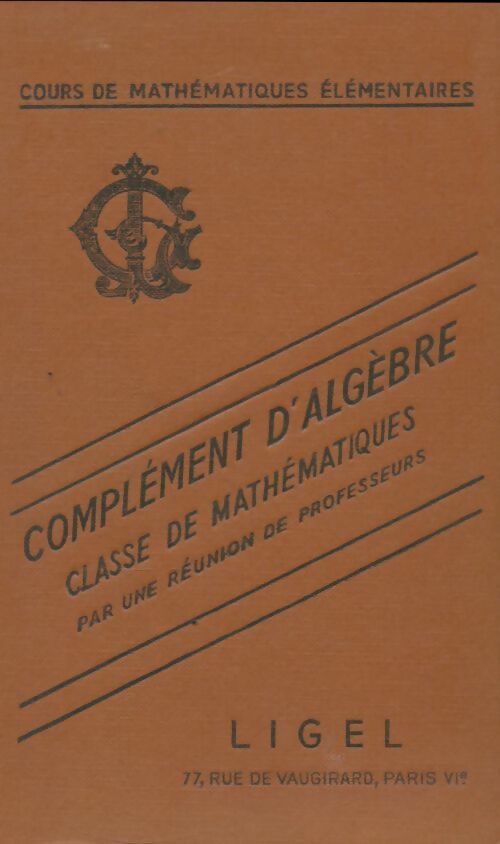 COURS DE MATHÉMATIQUES ÉLÉMENTAIRES
COMPLÉMENT D'ALGÈBRE
CLASSE DE MATHÉMATIQUES
PAR UNE RÉUNION DE PROFESSEURS
LIGEL
77, RUE DE VAUGIRARD, PARIS VIe